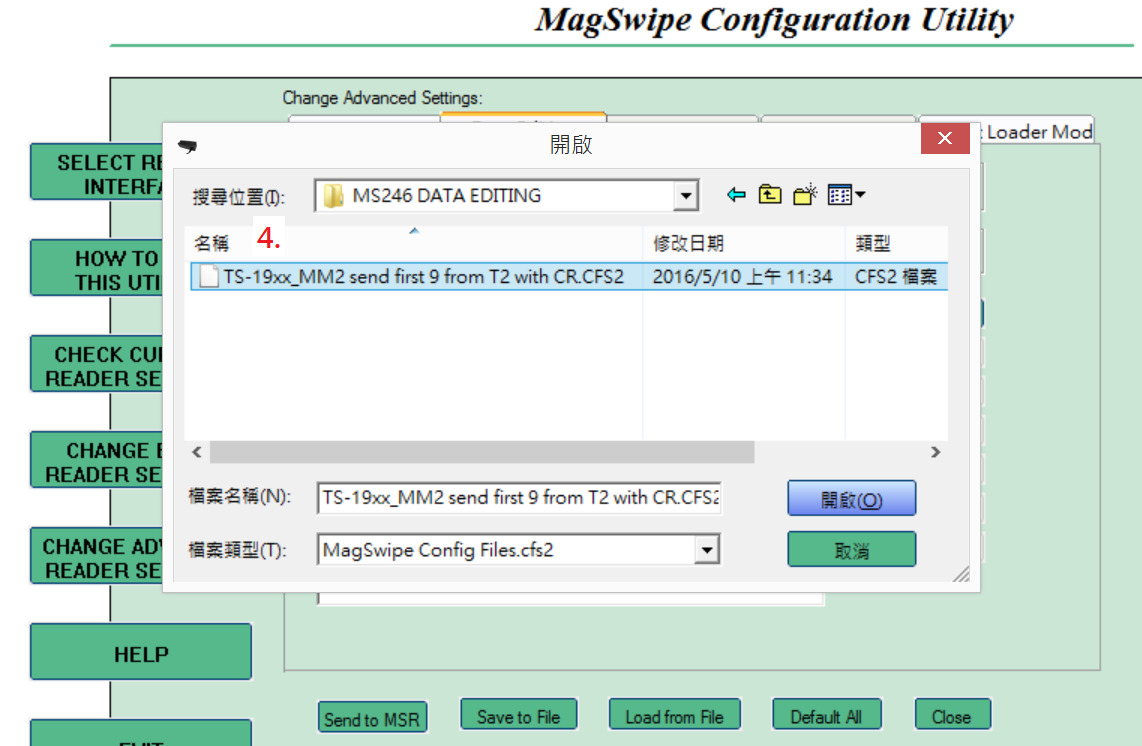 MagSwipe Configuration Utility
Change Advanced Settings:
Loader Mod
開啟
搜尋位置(I):
MS246 DATA EDITING
4.
名稱
修改日期
類型
TS-19xx_MM2 send first 9 from T2 with CR.CFS2
2016/5/10 上午 11:34
CFS2 檔案
檔案名稱(N):
TS-19xx_MM2 send first 9 from T2 with CR.CFS2
開啟(O)
檔案類型(T):
MagSwipe Config Files.cfs2
取消
SELECT RE
INTERFA
HOW TO
THIS UTI
CHECK CU
READER SE
CHANGE
READER SE
CHANGE AD
READER SE
HELP
EXIT
Send to MSR
Save to File
Load from File
Default All
Close